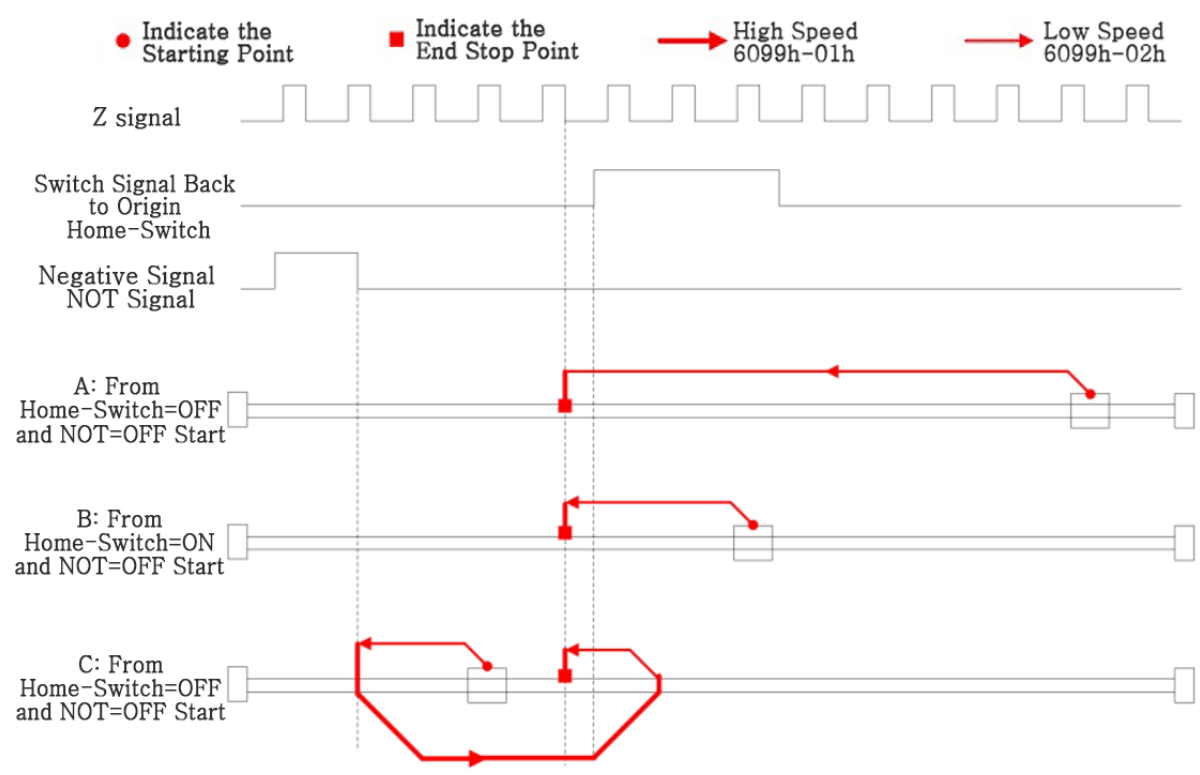 Indicate the
Starting Point
Indicate the
End Stop Point
High Speed
6099h-01h
Low Speed
6099h-02h
Z signal
Switch Signal Back
to Origin
Home-Switch
Negative Signal
NOT Signal
A: From
Home-Switch=OFF
and NOT=OFF Start
B: From
Home-Switch=ON
and NOT=OFF Start
C: From
Home-Switch=OFF
and NOT=OFF Start